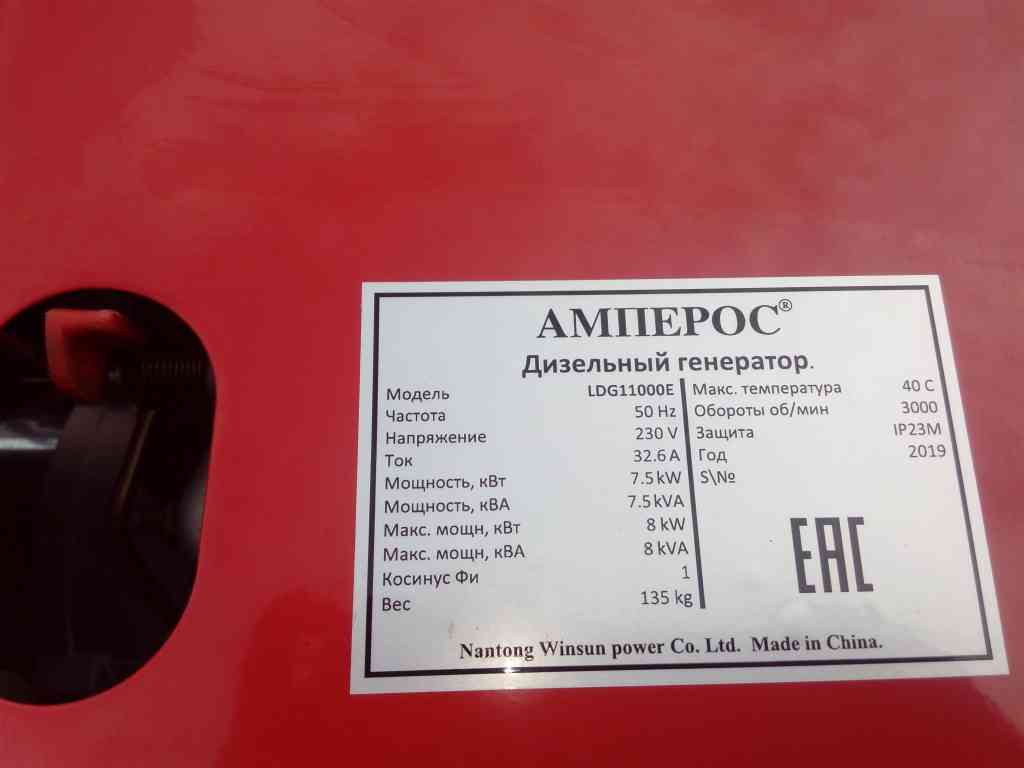 АМПЕРОС®
Дизельный генератор.
Модель LDG11000E
Частота 50 Hz
Напряжение 230 V
Ток 32.6 A
Мощность, кВт 7.5 kW
Мощность, кВА 7.5 kVA
Макс. мощн, кВт 8 kW
Макс. мощн, кВА 8 kVA
Косинус Фи 1
Вес 135 kg
Макс. температура 40 C
Обороты об/мин 3000
Защита IP23M
Год 2019
S\№
EAC
Nantong Winsun power Co. Ltd. Made in China.